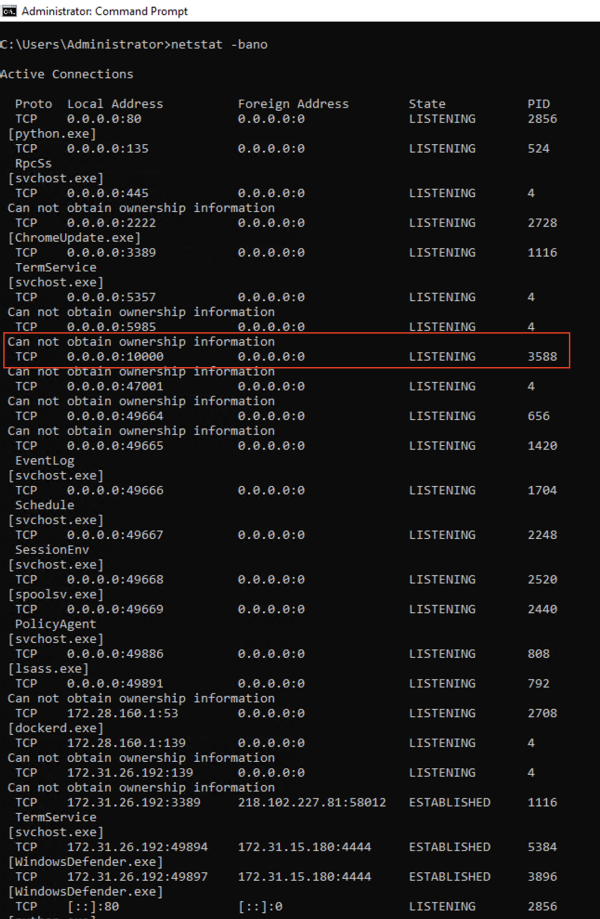 Administrator: Command Prompt
C:\Users\Administrator>netstat -bano
Active Connections
Proto Local Address Foreign Address State PID
TCP 0.0.0.0:80 0.0.0.0:0 LISTENING 2856
[python.exe]
TCP 0.0.0.0:135 0.0.0.0:0 LISTENING 524
RpcSs
[svchost.exe]
TCP 0.0.0.0:445 0.0.0.0:0 LISTENING 4
Can not obtain ownership information
TCP 0.0.0.0:2222 0.0.0.0:0 LISTENING 2728
[ChromeUpdate.exe]
TCP 0.0.0.0:3389 0.0.0.0:0 LISTENING 1116
TermService
[svchost.exe]
TCP 0.0.0.0:5357 0.0.0.0:0 LISTENING 4
Can not obtain ownership information
TCP 0.0.0.0:5985 0.0.0.0:0 LISTENING 4
Can not obtain ownership information
TCP 0.0.0.0:10000 0.0.0.0:0 LISTENING 3588
Can not obtain ownership information
TCP 0.0.0.0:47001 0.0.0.0:0 LISTENING 4
Can not obtain ownership information
TCP 0.0.0.0:49664 0.0.0.0:0 LISTENING 656
Can not obtain ownership information
TCP 0.0.0.0:49665 0.0.0.0:0 LISTENING 1420
EventLog
[svchost.exe]
TCP 0.0.0.0:49666 0.0.0.0:0 LISTENING 1704
Schedule
[svchost.exe]
TCP 0.0.0.0:49667 0.0.0.0:0 LISTENING 2248
SessionEnv
[svchost.exe]
TCP 0.0.0.0:49668 0.0.0.0:0 LISTENING 2520
[spoolsv.exe]
TCP 0.0.0.0:49669 0.0.0.0:0 LISTENING 2440
PolicyAgent
[svchost.exe]
TCP 0.0.0.0:49886 0.0.0.0:0 LISTENING 808
[lsass.exe]
TCP 0.0.0.0:49891 0.0.0.0:0 LISTENING 792
Can not obtain ownership information
TCP 172.28.160.1:53 0.0.0.0:0 LISTENING 2708
[dockerd.exe]
TCP 172.28.160.1:139 0.0.0.0:0 LISTENING 4
Can not obtain ownership information
TCP 172.31.26.192:139 0.0.0.0:0 LISTENING 4
Can not obtain ownership information
TCP 172.31.26.192:3389 218.102.227.81:58012 ESTABLISHED 1116
TermService
[svchost.exe]
TCP 172.31.26.192:49894 172.31.15.180:4444 ESTABLISHED 5384
[WindowsDefender.exe]
TCP 172.31.26.192:49897 172.31.15.180:4444 ESTABLISHED 3896
[WindowsDefender.exe]
TCP [::]:80 [::]:0 LISTENING 2856